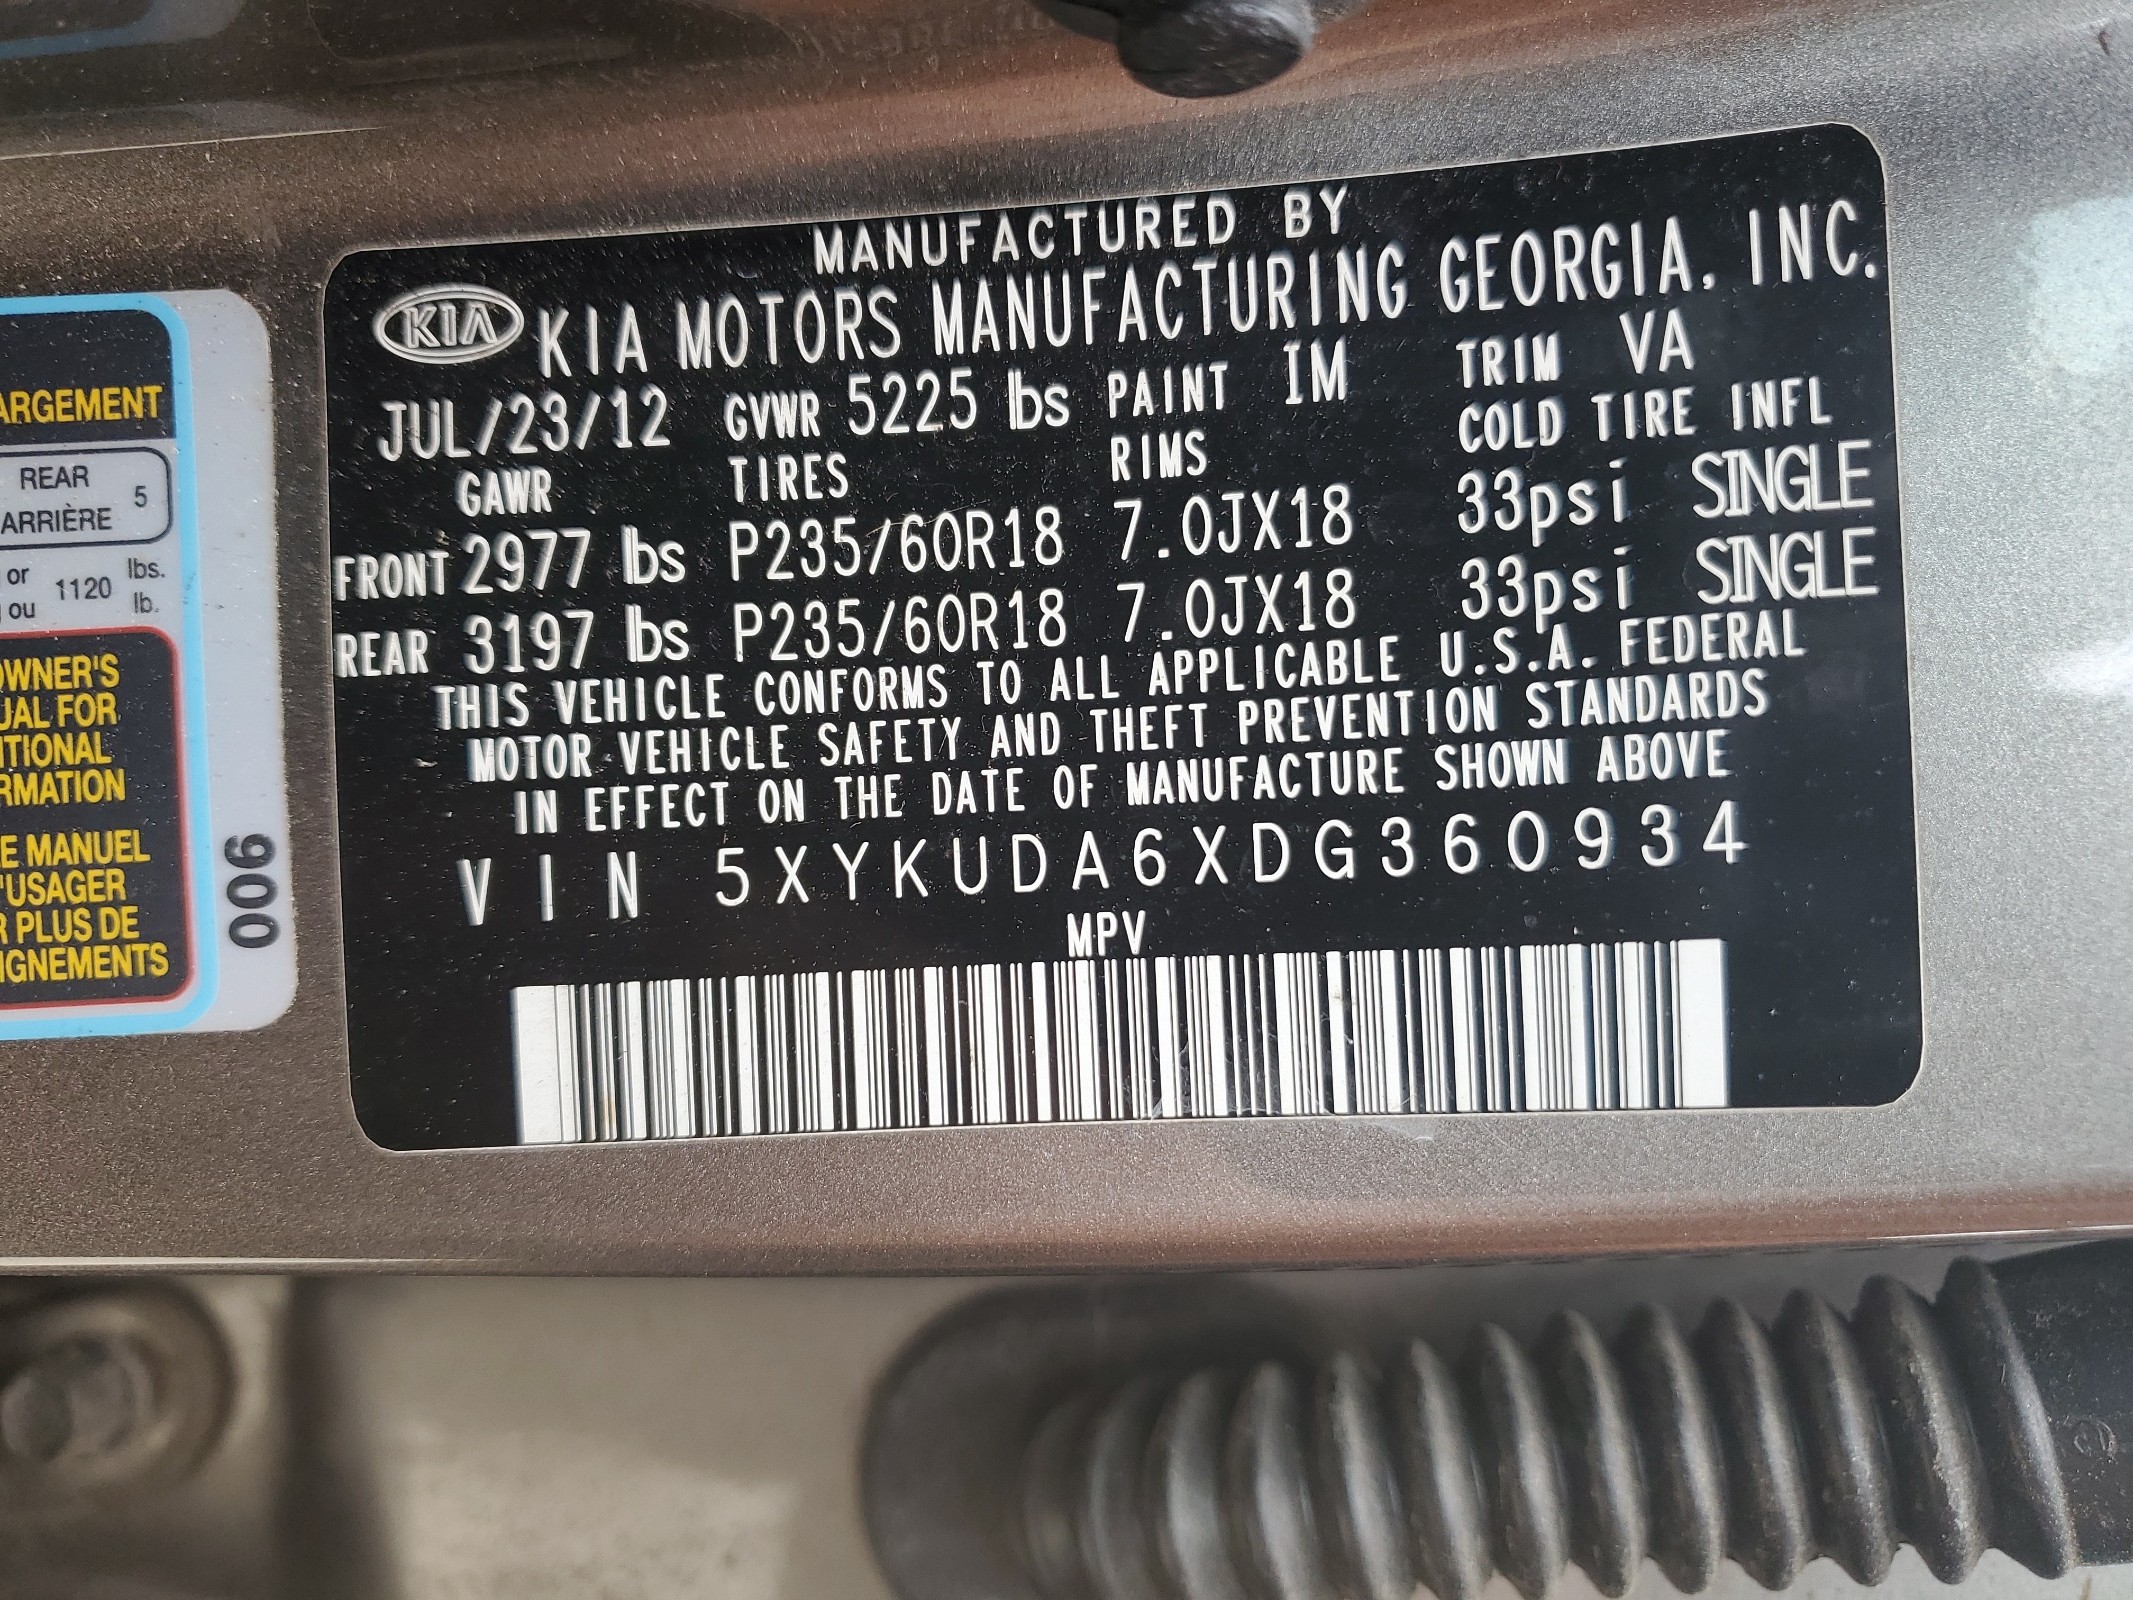 ARGEMENT
REAR
ARRIÈRE 5
or
ou 1120 lbs.
lb.
OWNER'S
UAL FOR
ITIONAL
RMATION
E MANUEL
'USAGER
R PLUS DE
IGNEMENTS
006
MANUFACTURED BY
KIA KIA MOTORS MANUFACTURING GEORGIA, INC.
JUL/23/12 GVWR 5225 lbs PAINT IM TRIM VA
GAWR TIRES RIMS COLD TIRE INFL
FRONT 2977 lbs P235/60R18 7.0JX18 33psi SINGLE
REAR 3197 lbs P235/60R18 7.0JX18 33psi SINGLE
THIS VEHICLE CONFORMS TO ALL APPLICABLE U.S.A. FEDERAL
MOTOR VEHICLE SAFETY AND THEFT PREVENTION STANDARDS
IN EFFECT ON THE DATE OF MANUFACTURE SHOWN ABOVE
VIN 5XYKUDA6XDG360934
MPV